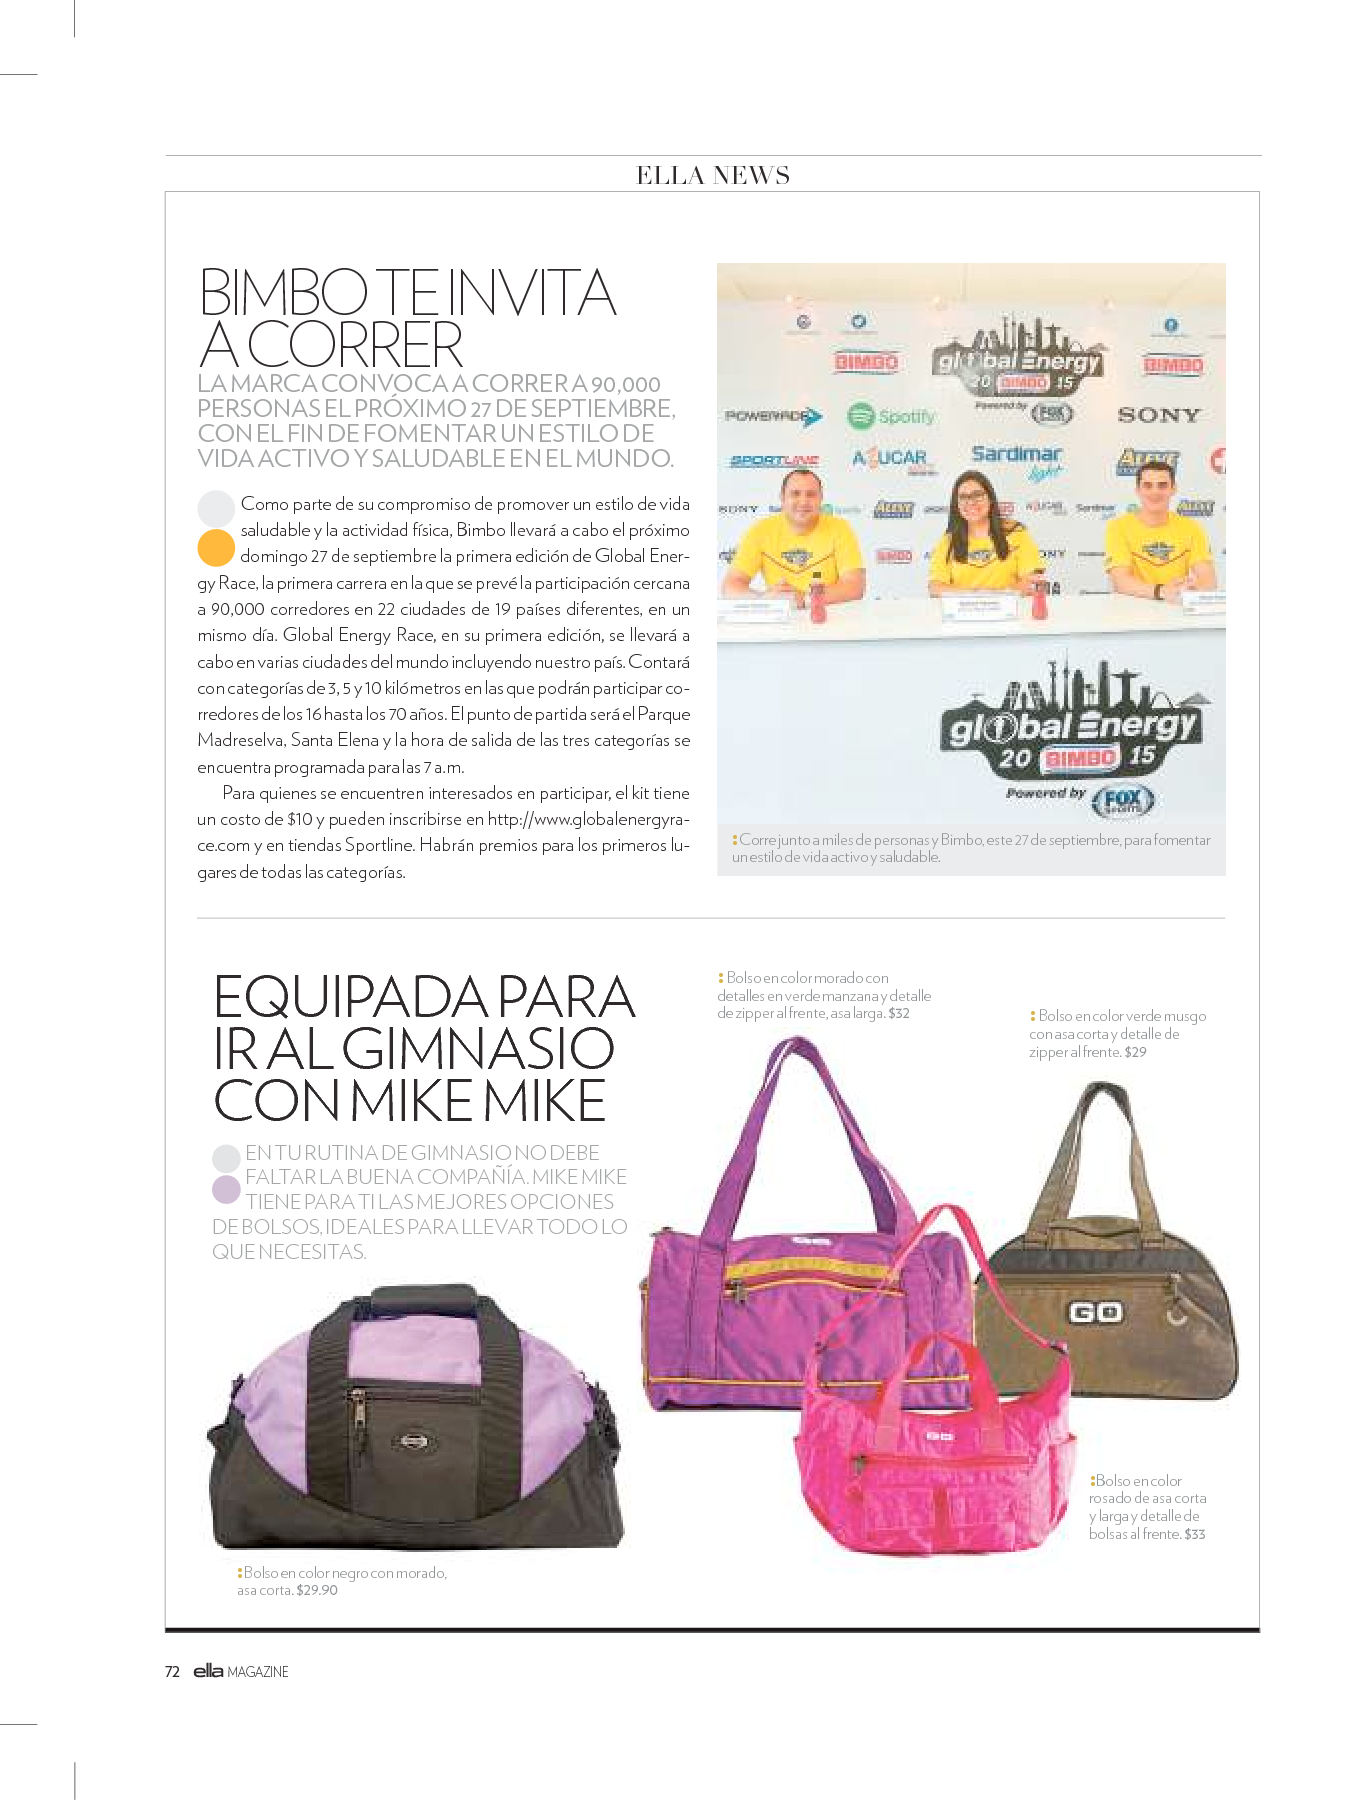 ELLA NEWS
BIMBO TE INVITA
A CORRER
LA MARCA CONVOCA A CORRER A 90,000
PERSONAS EL PRÓXIMO 27 DE SEPTIEMBRE,
CON EL FIN DE FOMENTAR UN ESTILO DE
VIDA ACTIVO Y SALUDABLE EN EL MUNDO.
Como parte de su compromiso de promover un estilo de vida
saludable y la actividad física, Bimbo llevará a cabo el próximo
domingo 27 de septiembre la primera edición de Global Ener-
gy Race, la primera carrera en la que se prevé la participación cercana
a 90,000 corredores en 22 ciudades de 19 países diferentes, en un
mismo día. Global Energy Race, en su primera edición, se llevará a
cabo en varias ciudades del mundo incluyendo nuestro país. Contará
con categorías de 3, 5 y 10 kilómetros en las que podrán participar co-
rredores de los 16 hasta los 70 años. El punto de partida será el Parque
Madreselva, Santa Elena y la hora de salida de las tres categorías se
encuentra programada para las 7 a.m.
Para quienes se encuentren interesados en participar, el kit tiene
un costo de $10 y pueden inscribirse en http://www.globalenergyra-
ce.com y en tiendas Sportline. Habrán premios para los primeros lu-
gares de todas las categorías.
BIMBO
global Energy
BIMBO
20 BIMBO 15
Powered by FOX
POWERADE
Spotify
SONY
SPORTLINE
AZUCAR
Sardimar
light
ALEVE
SONY
ALEVE
Sardimar
ALEVE
BIMBO
global Energy
20 BIMBO 15
Powered by FOX
SPORTS
: Corre junto a miles de personas y Bimbo, este 27 de septiembre, para fomentar
un estilo de vida activo y saludable.
EQUIPADA PARA
IR AL GIMNASIO
CON MIKE MIKE
EN TU RUTINA DE GIMNASIO NO DEBE
FALTAR LA BUENA COMPAÑÍA. MIKE MIKE
TIENE PARA TI LAS MEJORES OPCIONES
DE BOLSOS, IDEALES PARA LLEVAR TODO LO
QUE NECESITAS.
: Bolso en color morado con
detalles en verde manzana y detalle
de zipper al frente, asa larga. $32
: Bolso en color verde musgo
con asa corta y detalle de
zipper al frente. $29
GO
: Bolso en color
rosado de asa corta
y larga y detalle de
bolsas al frente. $33
: Bolso en color negro con morado,
asa corta. $29.90
72 ella MAGAZINE